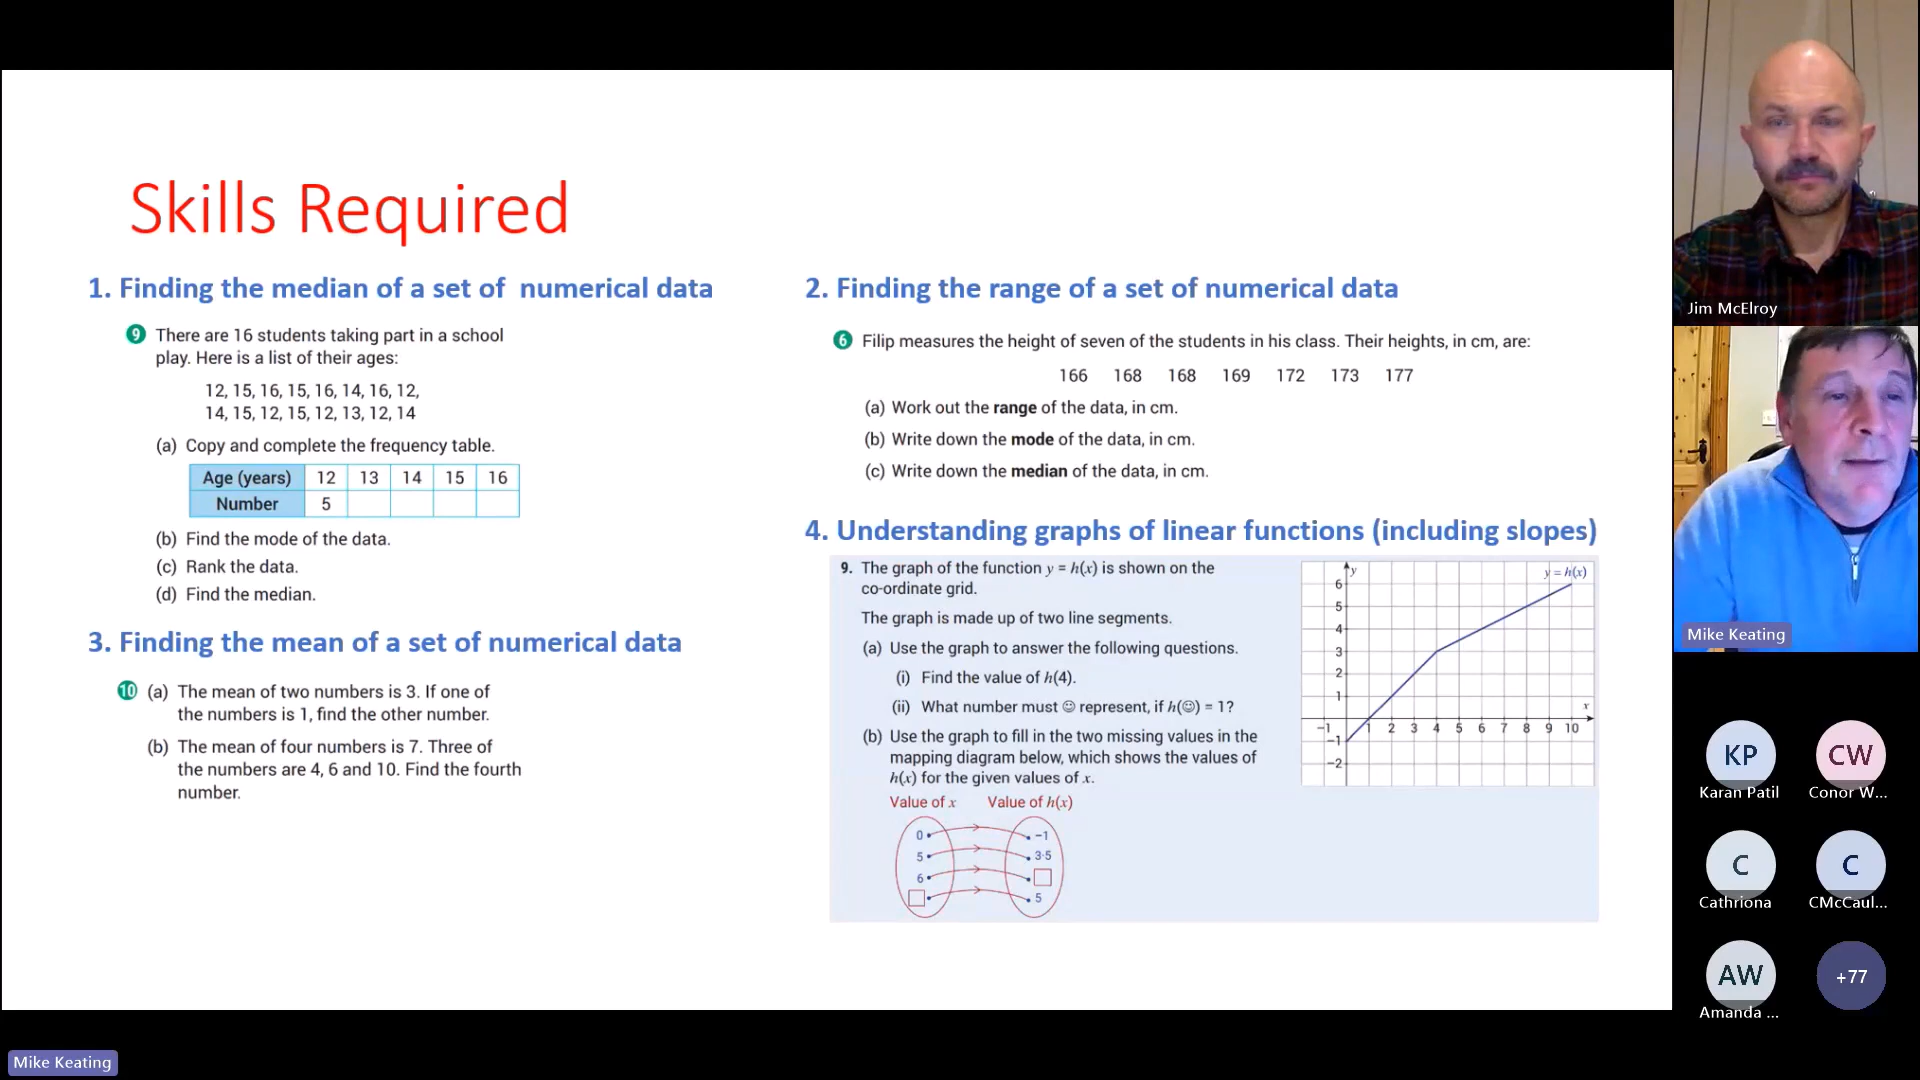 Skills Required
1. Finding the median of a set of  numerical data
9 There are 16 students taking part in a school
play. Here is a list of their ages:
12, 15, 16, 15, 16, 14, 16, 12,
14, 15, 12, 15, 12, 13, 12, 14
(a) Copy and complete the frequency table.
Age (years) 12 13 14 15 16
Number 5
(b) Find the mode of the data.
(c) Rank the data.
(d) Find the median.
3. Finding the mean of a set of numerical data
10 (a) The mean of two numbers is 3. If one of
the numbers is 1, find the other number.
(b) The mean of four numbers is 7. Three of
the numbers are 4, 6 and 10. Find the fourth
number.
2. Finding the range of a set of numerical data
6 Filip measures the height of seven of the students in his class. Their heights, in cm, are:
166 168 168 169 172 173 177
(a) Work out the range of the data, in cm.
(b) Write down the mode of the data, in cm.
(c) Write down the median of the data, in cm.
4. Understanding graphs of linear functions (including slopes)
9. The graph of the function y = h(x) is shown on the
co-ordinate grid.
The graph is made up of two line segments.
(a) Use the graph to answer the following questions.
(i) Find the value of h(4).
(ii) What number must ☺ represent, if h(☺) = 1?
(b) Use the graph to fill in the two missing values in the
mapping diagram below, which shows the values of
h(x) for the given values of x.
Value of x Value of h(x)
0 −1
5 3·5
6
5
y
y = h(x)
6
5
4
3
2
1
x
−1 1 2 3 4 5 6 7 8 9 10
−1
−2
Jim McElroy
Mike Keating
KP CW
Karan Patil Conor W...
C C
Cathriona CMcCaul...
AW +77
Amanda ...
Mike Keating